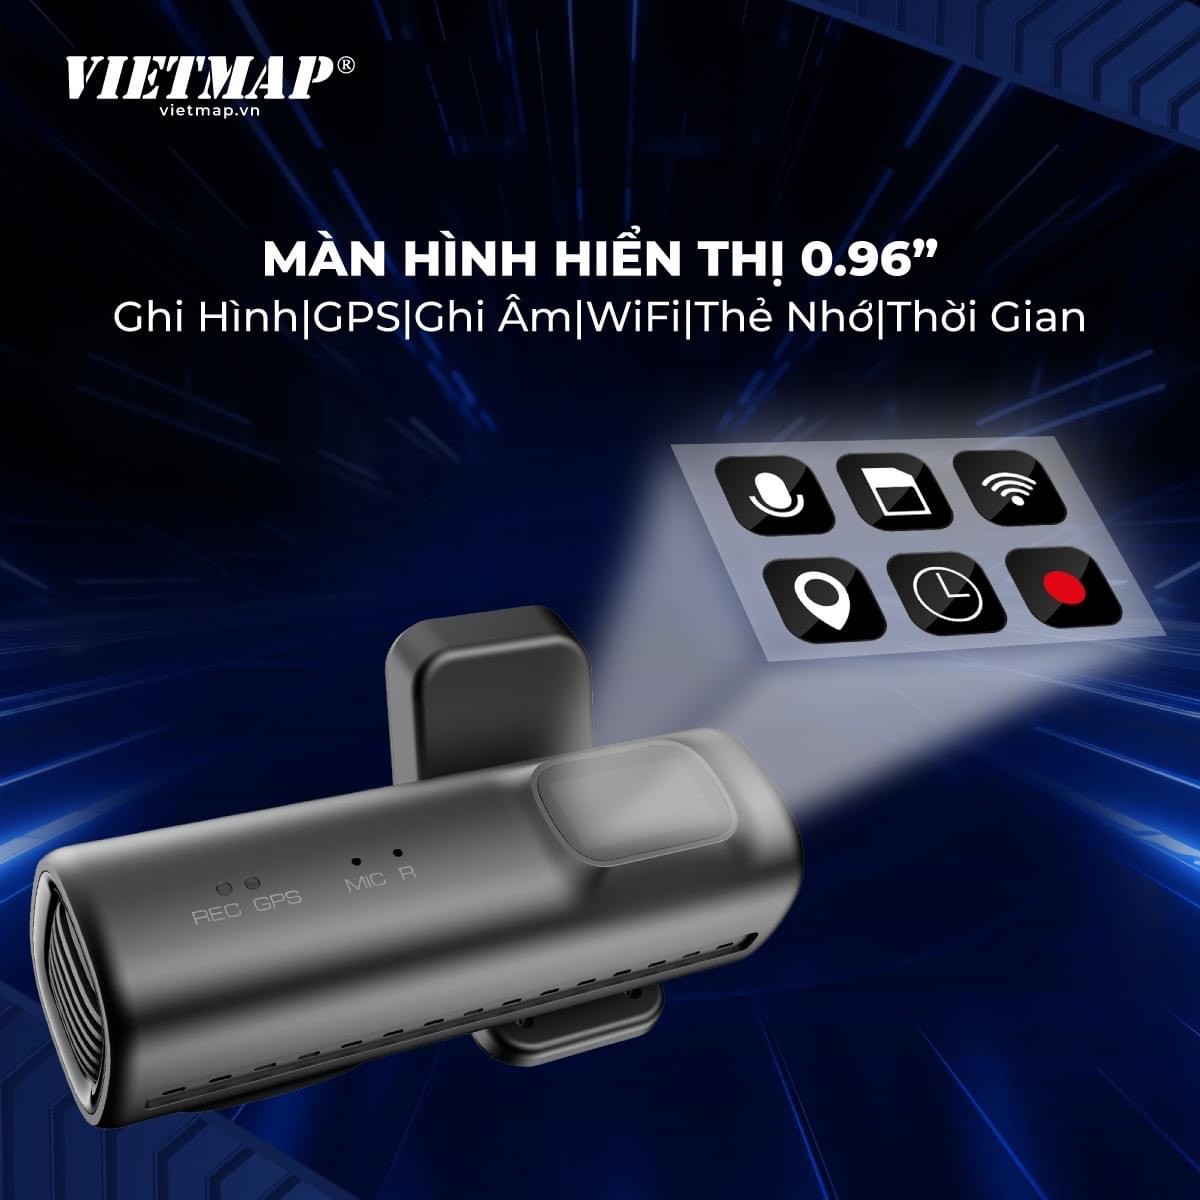 VIETMAP®
vietmap.vn
MÀN HÌNH HIỂN THỊ 0.96”
Ghi Hình|GPS|Ghi Âm|WiFi|Thẻ Nhớ|Thời Gian
REC GPS MIC R